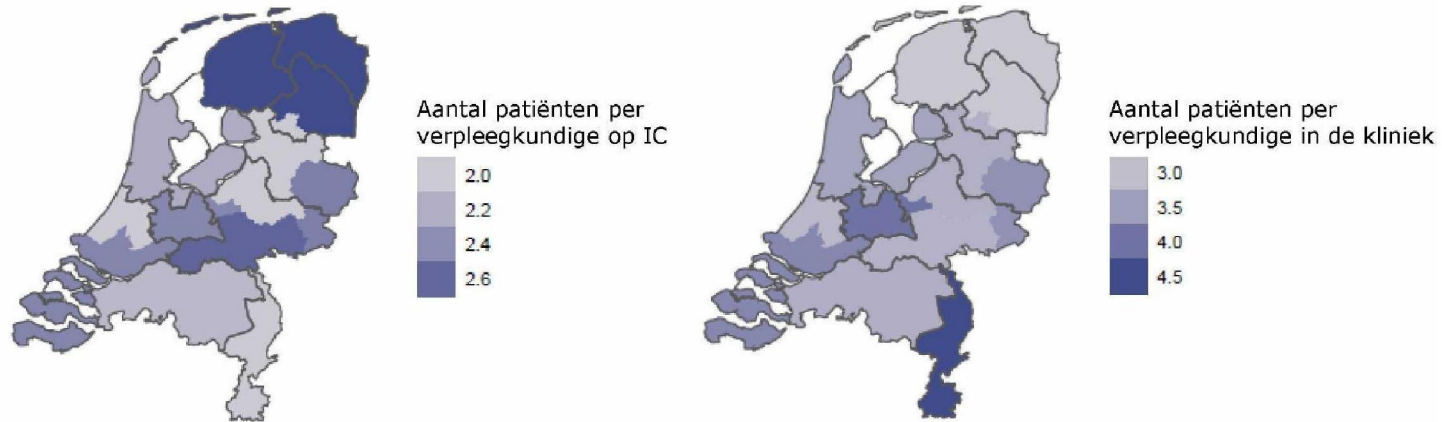 Aantal patiënten per
verpleegkundige op IC
2.0
2.2
2.4
2.6
Aantal patiënten per
verpleegkundige in de kliniek
3.0
3.5
4.0
4.5